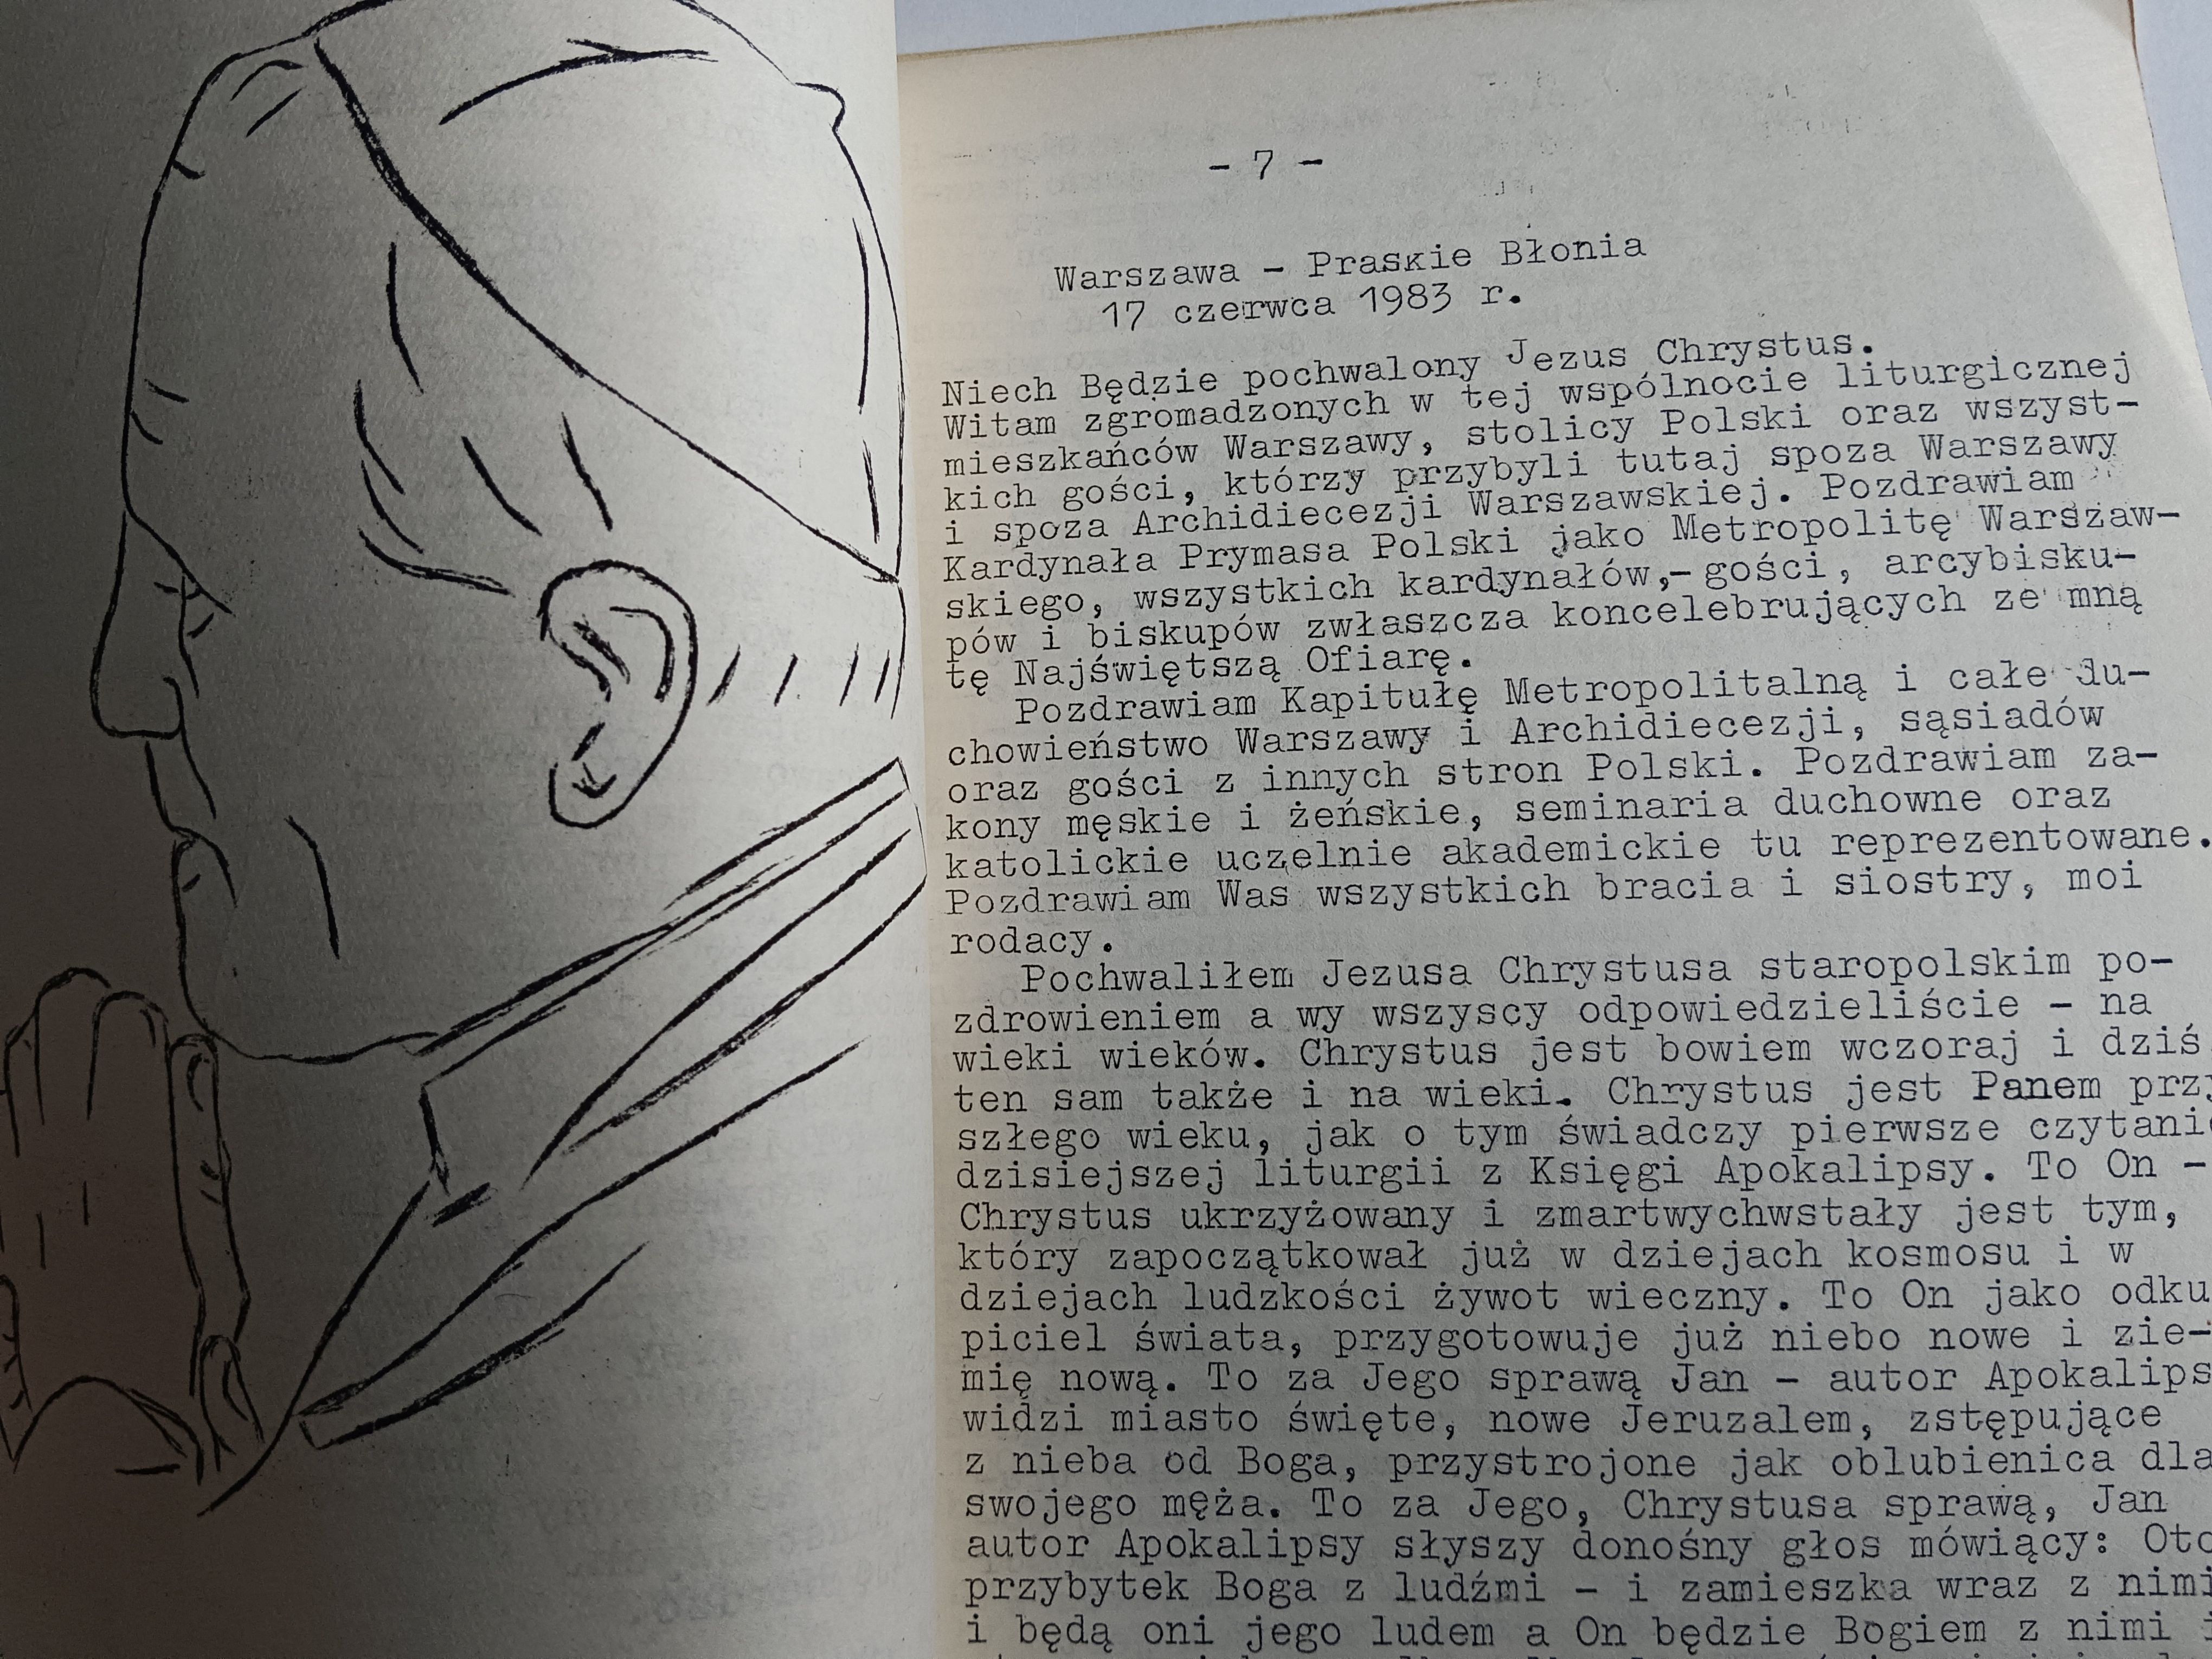 - 7 -
Warszawa - Praskie Błonia
17 czerwca 1983 r.
Niech Będzie pochwalony Jezus Chrystus.
Witam zgromadzonych w tej wspólnocie liturgicznej
mieszkańców Warszawy, stolicy Polski oraz wszyst-
kich gości, którzy przybyli tutaj spoza Warszawy
i spoza Archidiecezji Warszawskiej. Pozdrawiam
Kardynała Prymasa Polski jako Metropolitę Warszaw-
skiego, wszystkich kardynałów,- gości, arcybisku-
pów i biskupów zwłaszcza koncelebrujących ze mną
tę Najświętszą Ofiarę.
Pozdrawiam Kapitułę Metropolitalną i całe du-
chowieństwo Warszawy i Archidiecezji, sąsiadów
oraz gości z innych stron Polski. Pozdrawiam za-
kony męskie i żeńskie, seminaria duchowne oraz
katolickie uczelnie akademickie tu reprezentowane.
Pozdrawiam Was wszystkich bracia i siostry, moi
rodacy.
Pochwaliłem Jezusa Chrystusa staropolskim po-
zdrowieniem a wy wszyscy odpowiedzieliście - na
wieki wieków. Chrystus jest bowiem wczoraj i dziś
ten sam także i na wieki. Chrystus jest Panem przy
szłego wieku, jak o tym świadczy pierwsze czytanie
dzisiejszej liturgii z Księgi Apokalipsy. To On -
Chrystus ukrzyżowany i zmartwychwstały jest tym,
który zapoczątkował już w dziejach kosmosu i w
dziejach ludzkości żywot wieczny. To On jako odku
piciel świata, przygotowuje już niebo nowe i zie-
mię nową. To za Jego sprawą Jan - autor Apokalips
widzi miasto święte, nowe Jeruzalem, zstępujące
z nieba od Boga, przystrojone jak oblubienica dla
swojego męża. To za Jego, Chrystusa sprawą, Jan
autor Apokalipsy słyszy donośny głos mówiący: Oto
przybytek Boga z ludźmi - i zamieszka wraz z nimi
i będą oni jego ludem a On będzie Bogiem z nimi i